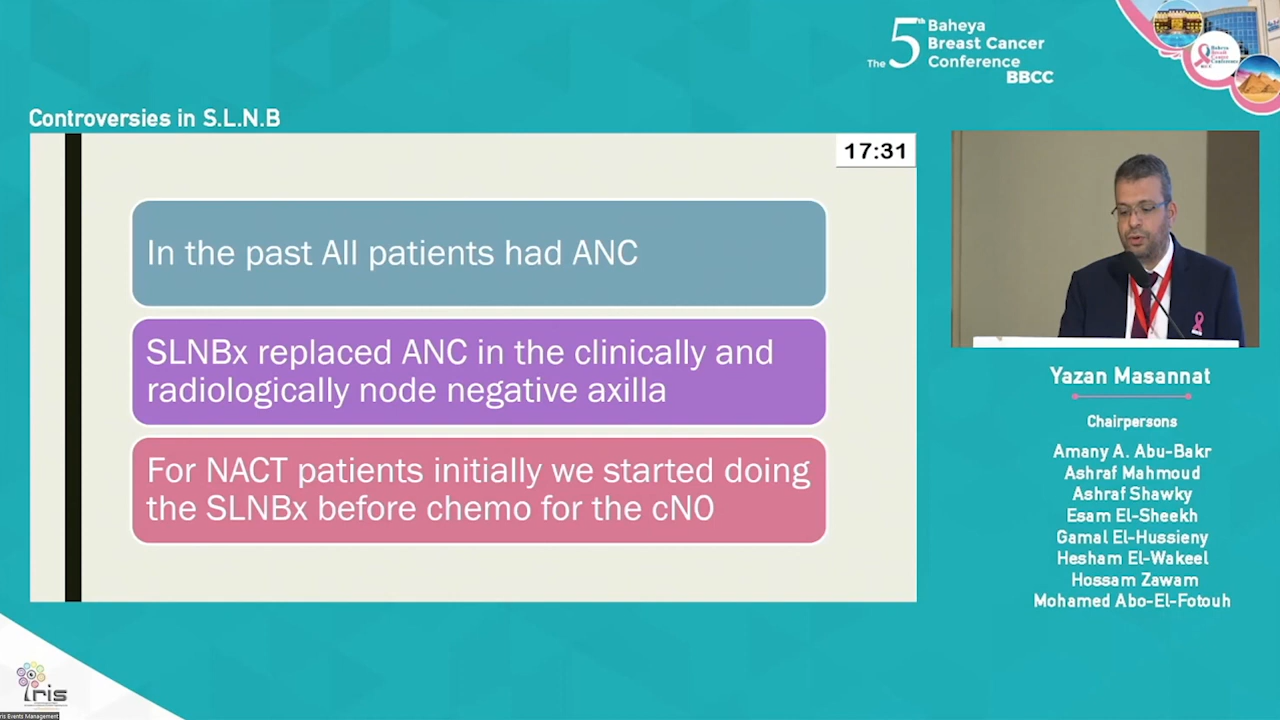 The 5th Baheya
Breast Cancer
Conference
BBCC
Controversies in S.L.N.B
17:31
In the past All patients had ANC
SLNBx replaced ANC in the clinically and
radiologically node negative axilla
For NACT patients initially we started doing
the SLNBx before chemo for the cN0
Yazan Masannat
Chairpersons
Amany A. Abu-Bakr
Ashraf Mahmoud
Ashraf Shawky
Esam El-Sheekh
Gamal El-Hussieny
Hesham El-Wakeel
Hossam Zawam
Mohamed Abo-El-Fotouh
Iris
Iris Events Management